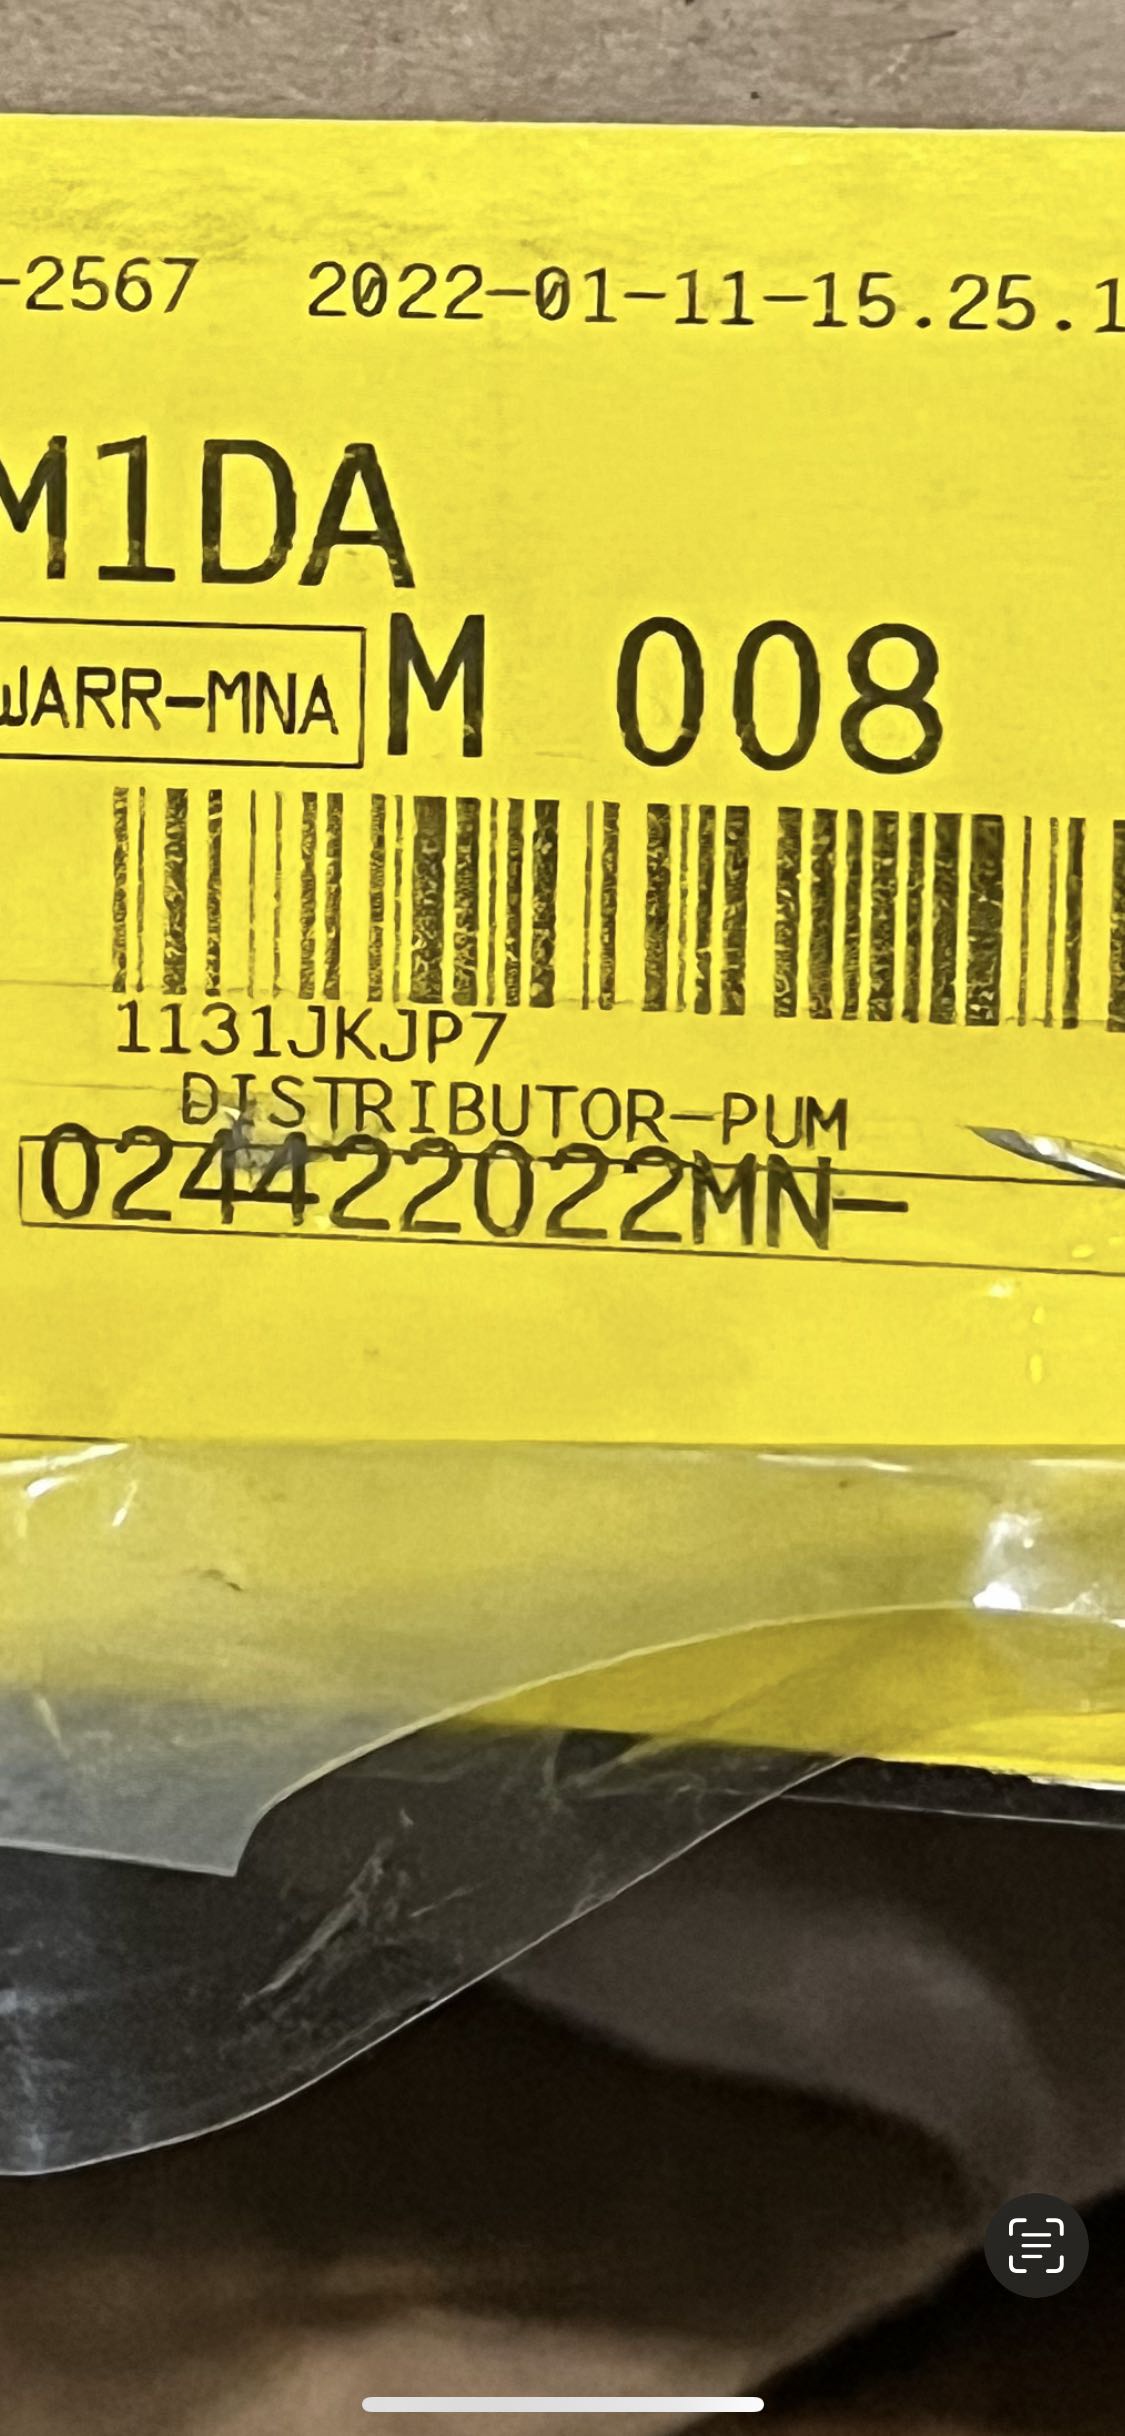 -2567 2022-01-11-15.25.1
M1DA
WARR-MNA M 008
1131JKJP7
DISTRIBUTOR-PUM
024422022MN-